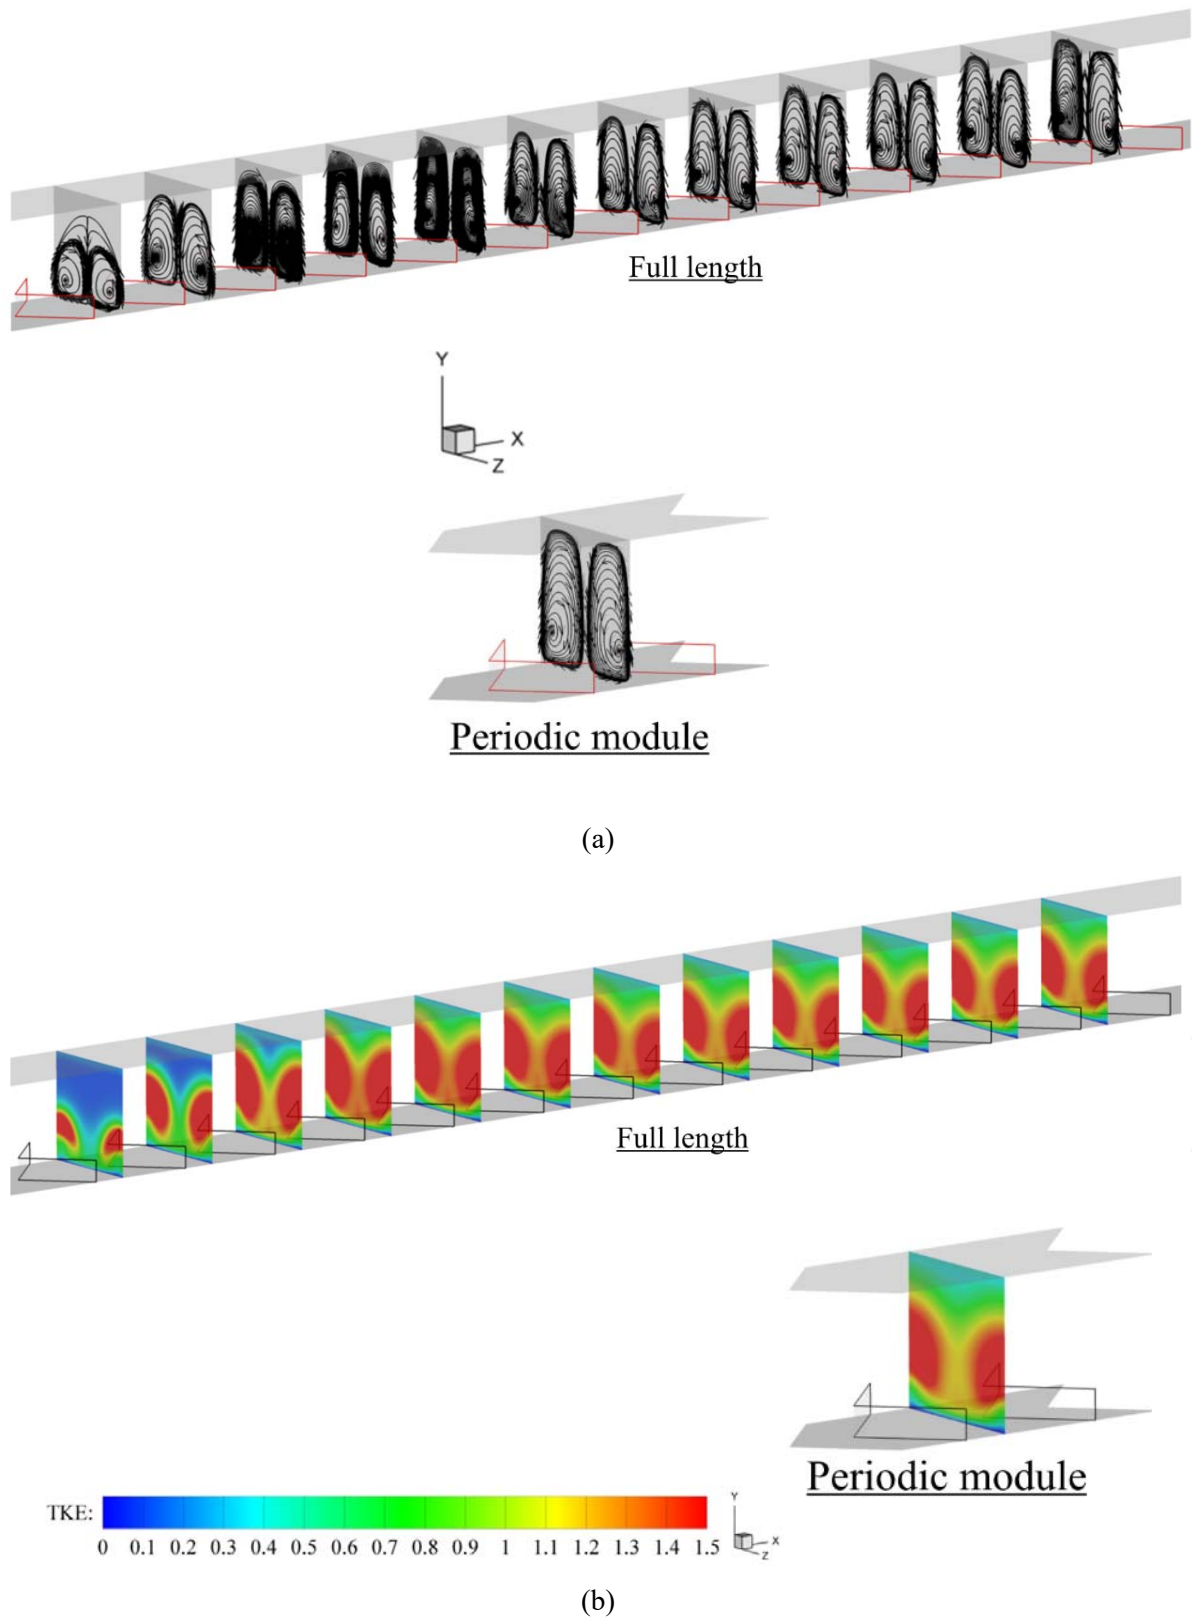 Full length
Y
X
Z
Periodic module
(a)
Full length
Periodic module
TKE:
0 0.1 0.2 0.3 0.4 0.5 0.6 0.7 0.8 0.9 1 1.1 1.2 1.3 1.4 1.5
Y
X
Z
(b)